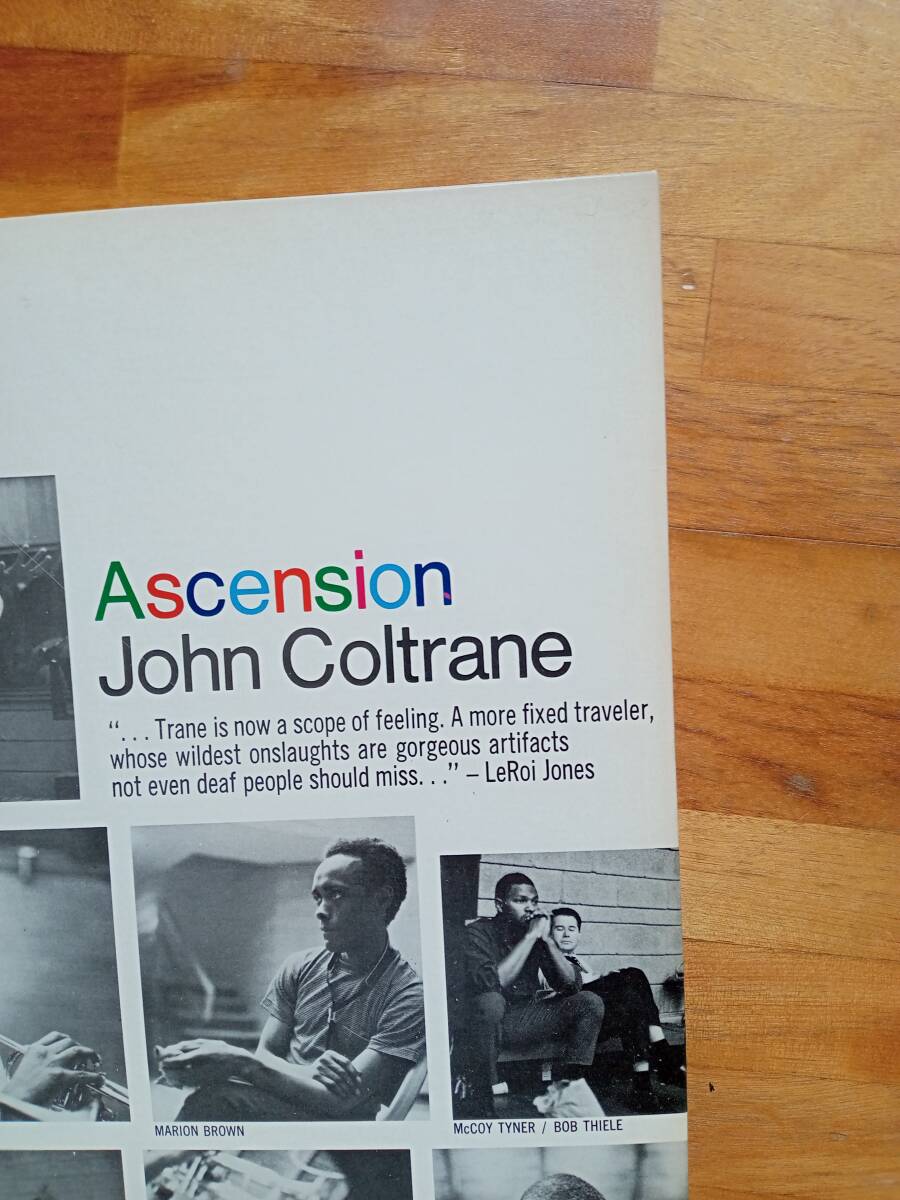 Ascension
John Coltrane
“. . . Trane is now a scope of feeling. A more fixed traveler,
whose wildest onslaughts are gorgeous artifacts
not even deaf people should miss. . .” – LeRoi Jones
MARION BROWN
McCOY TYNER / BOB THIELE